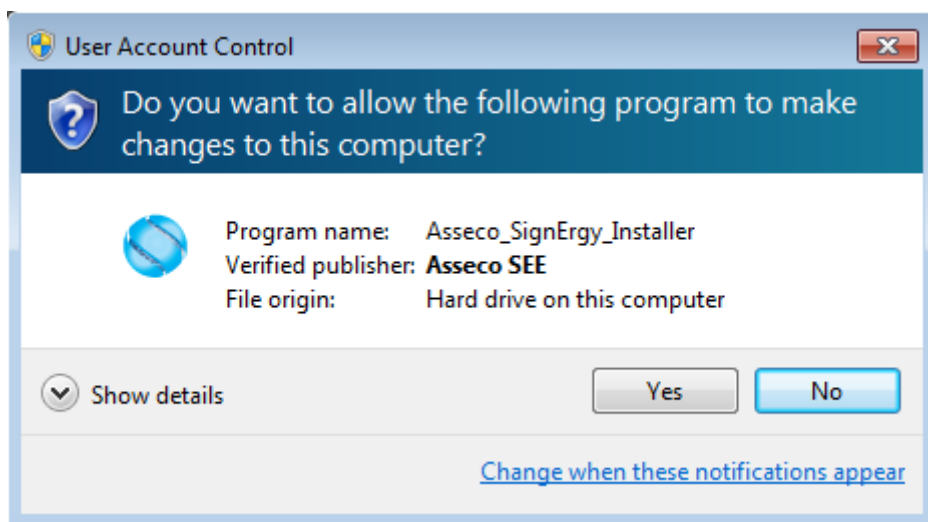 User Account Control
Do you want to allow the following program to make
changes to this computer?
Program name: Asseco_SignErgy_Installer
Verified publisher: Asseco SEE
File origin: Hard drive on this computer
Show details
Yes
No
Change when these notifications appear